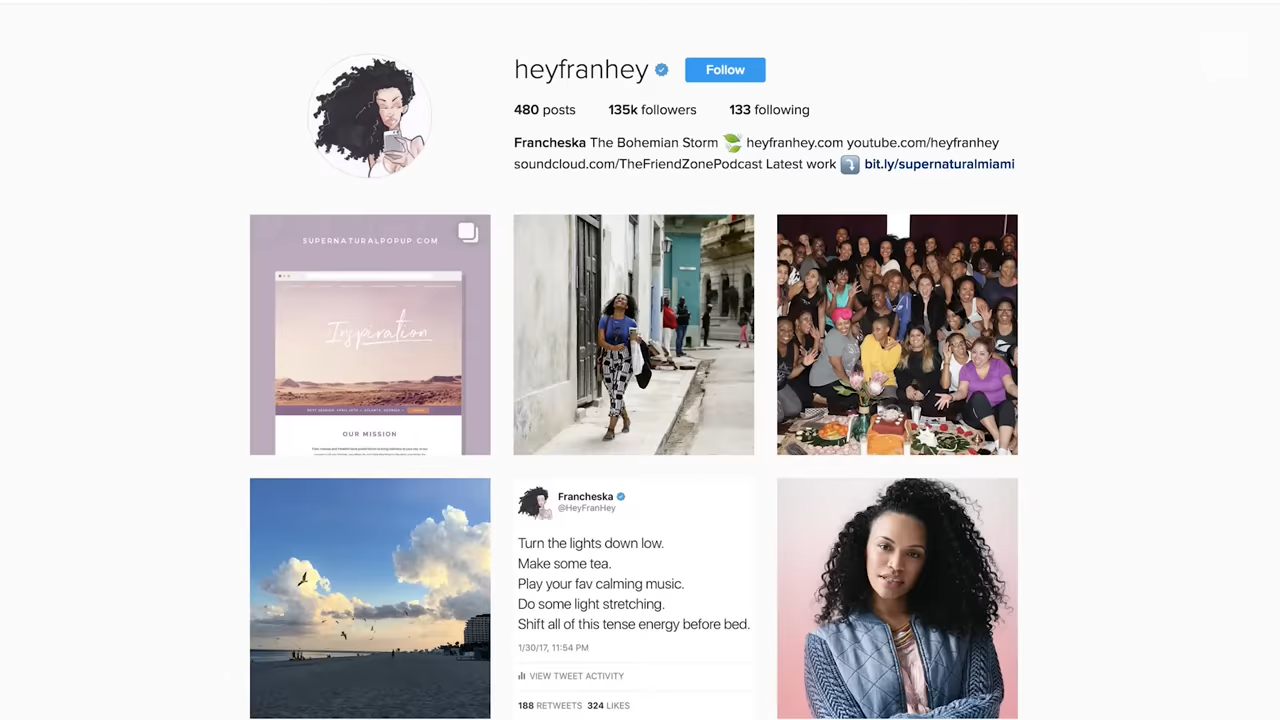 heyfranhey
Follow
480 posts 135k followers 133 following
Francheska The Bohemian Storm heyfranhey.com youtube.com/heyfranhey
soundcloud.com/TheFriendZonePodcast Latest work bit.ly/supernaturalmiami
SUPERNATURALPOPUP.COM
Inspiration
OUR MISSION
Francheska
@HeyFranHey
Turn the lights down low.
Make some tea.
Play your fav calming music.
Do some light stretching.
Shift all of this tense energy before bed.
1/30/17, 11:54 PM
VIEW TWEET ACTIVITY
188 RETWEETS 324 LIKES